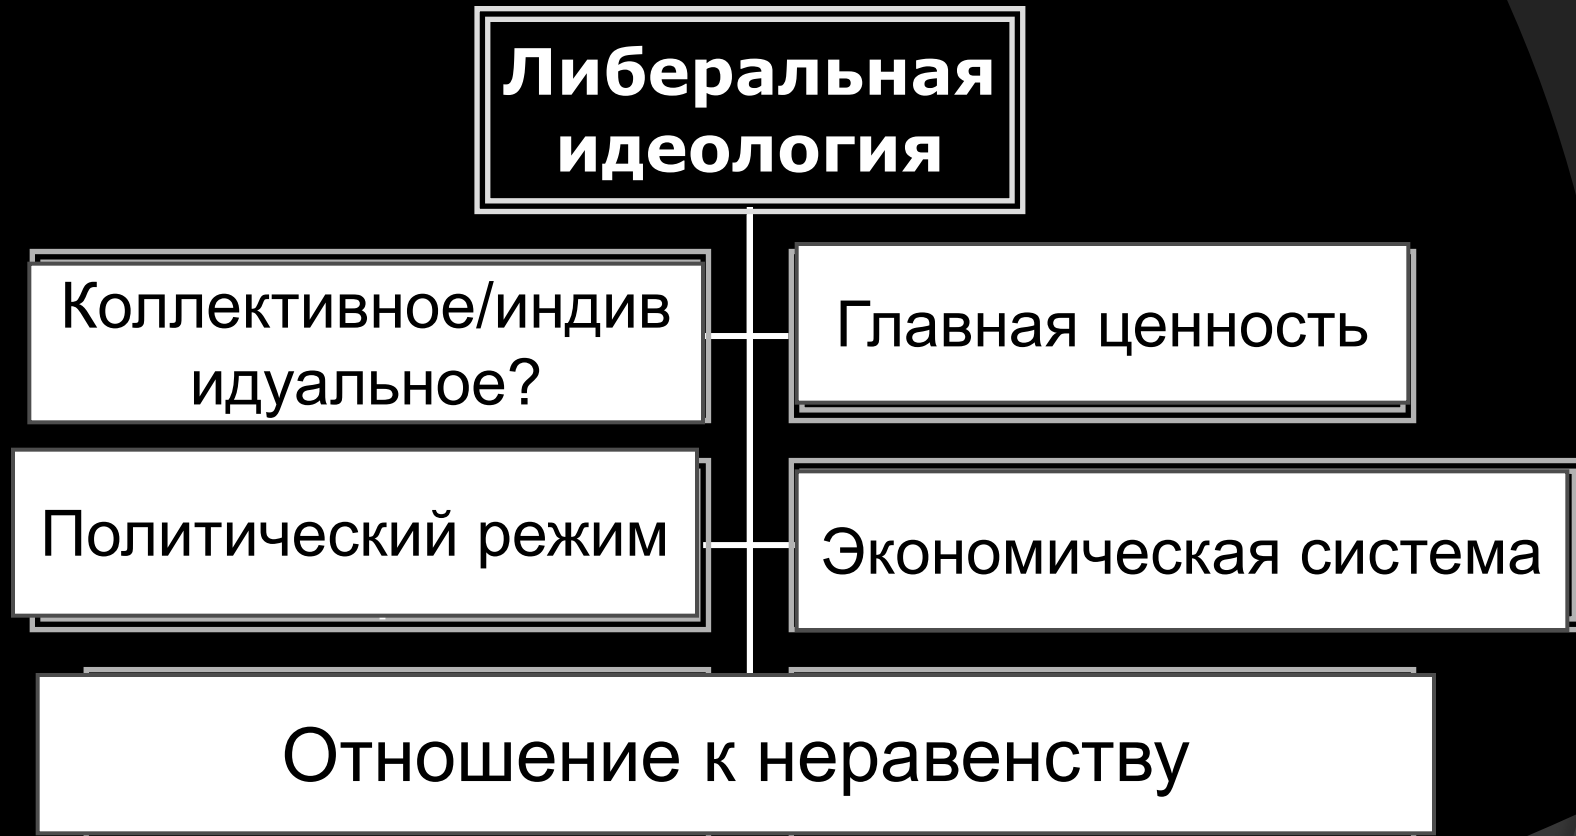 Либеральная
идеология
Коллективное/индив
идуальное?
Главная ценность
Политический режим
Экономическая система
Отношение к неравенству